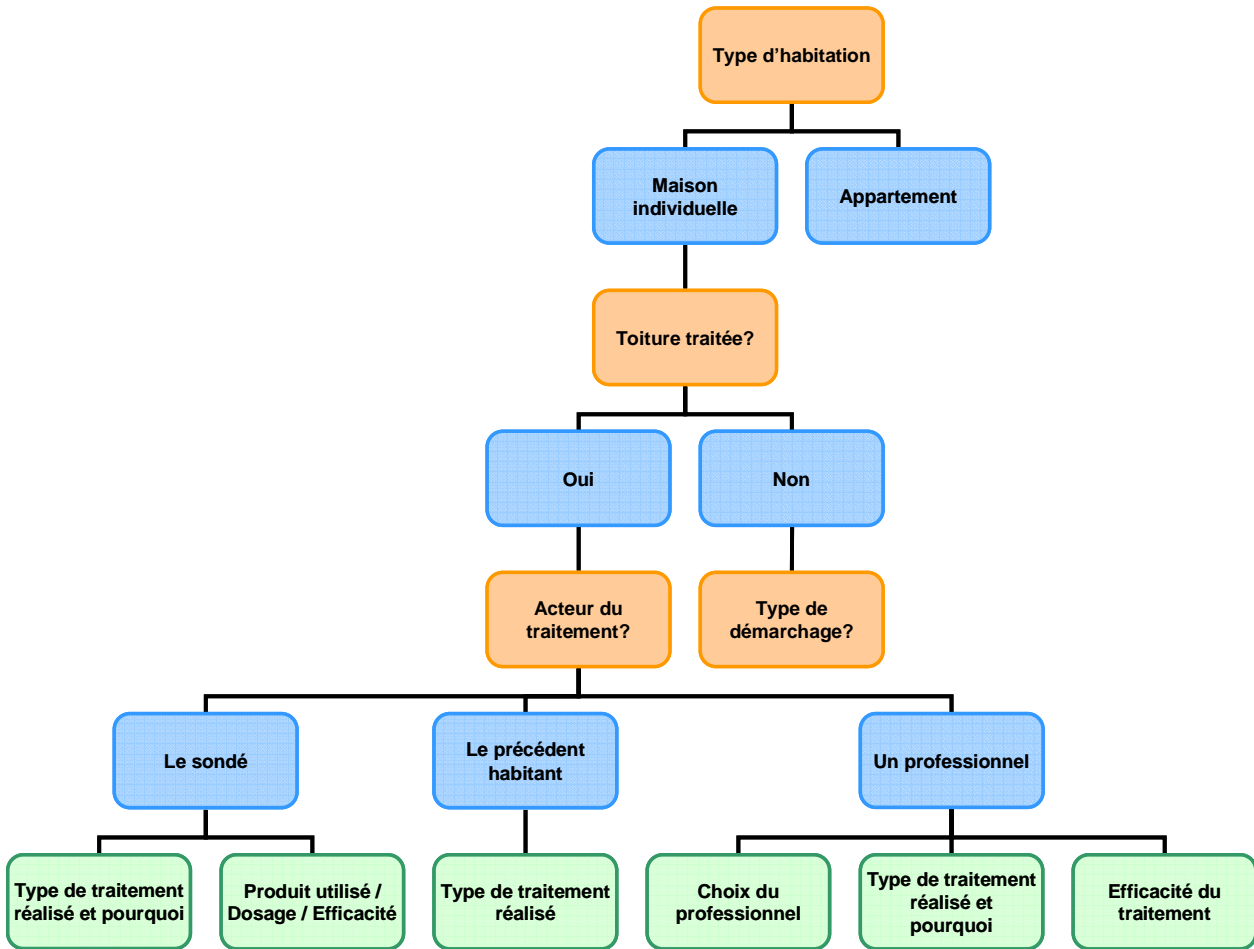 Type d'habitation
Maison
individuelle
Appartement
Toiture traitée?
Oui
Non
Acteur du
traitement?
Type de
démarchage?
Le sondé
Le précédent
habitant
Un professionnel
Type de traitement
réalisé et pourquoi
Produit utilisé /
Dosage / Efficacité
Type de traitement
réalisé
Choix du
professionnel
Type de traitement
réalisé et
pourquoi
Efficacité du
traitement